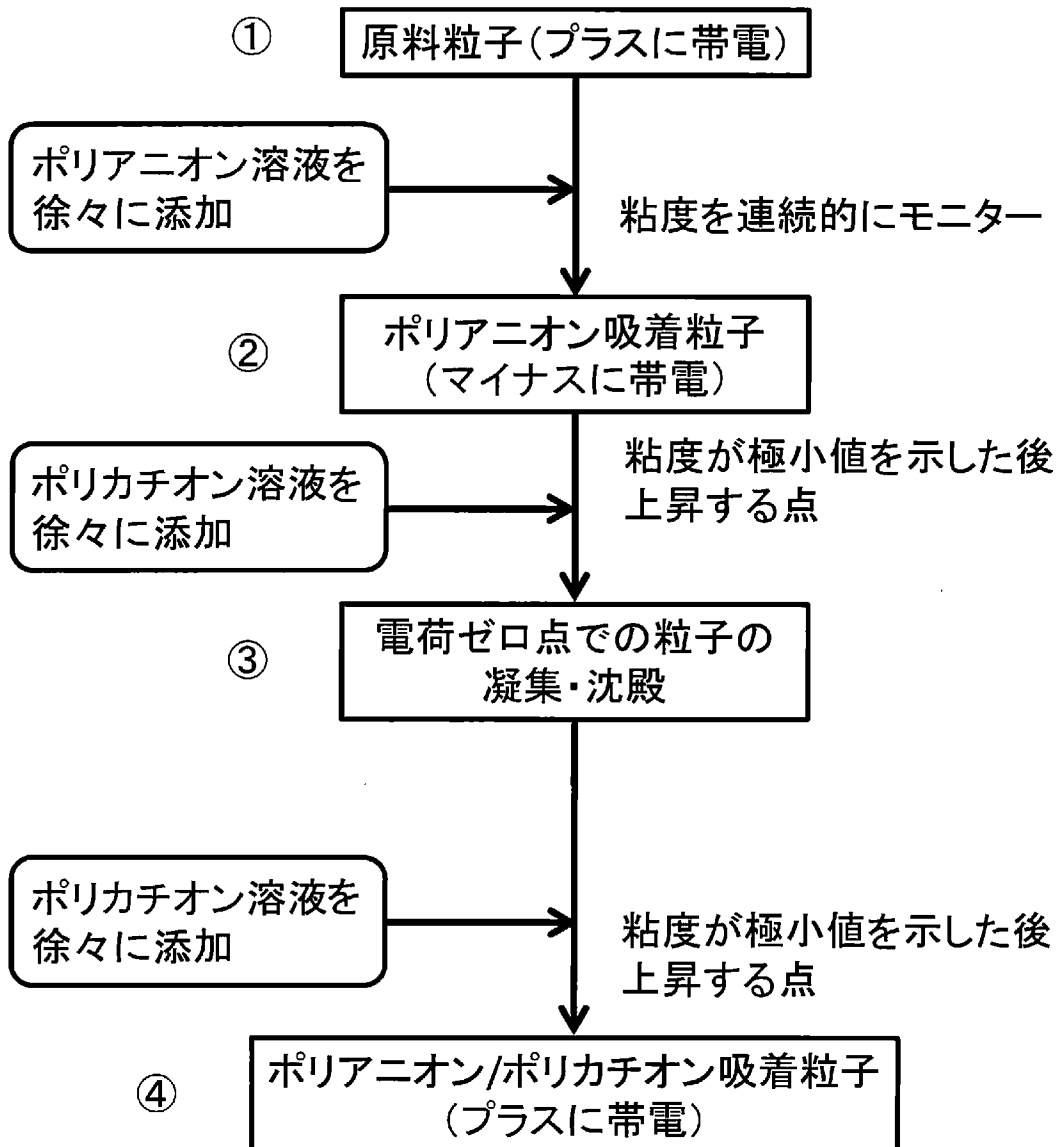 ①
原料粒子(プラスに帯電)
ポリアニオン溶液を
徐々に添加
粘度を連続的にモニター
②
ポリアニオン吸着粒子
(マイナスに帯電)
ポリカチオン溶液を
徐々に添加
粘度が極小値を示した後
上昇する点
③
電荷ゼロ点での粒子の
凝集・沈殿
ポリカチオン溶液を
徐々に添加
粘度が極小値を示した後
上昇する点
④
ポリアニオン/ポリカチオン吸着粒子
(プラスに帯電)